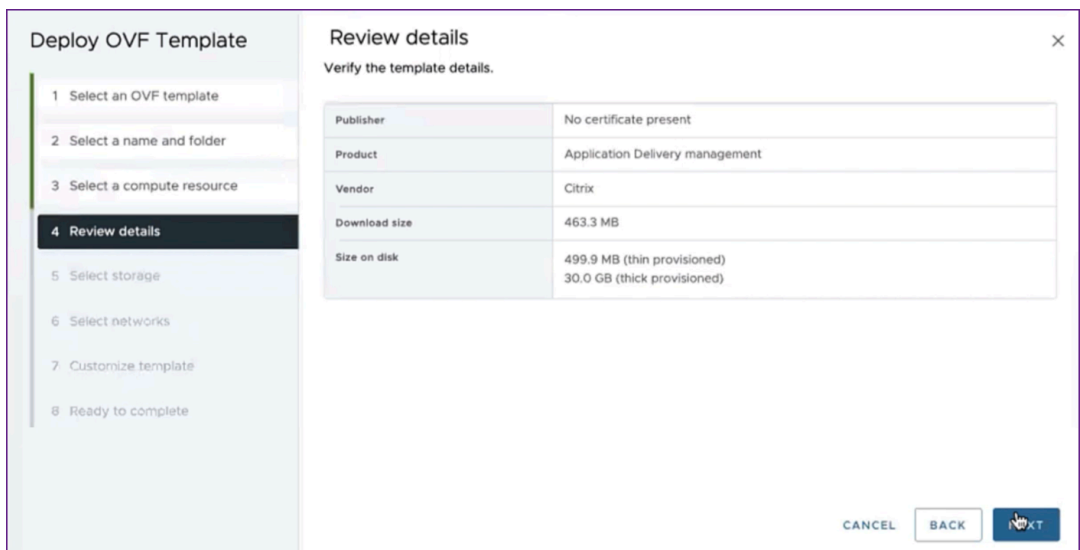 Deploy OVF Template
1 Select an OVF template
2 Select a name and folder
3 Select a compute resource
4 Review details
5 Select storage
6 Select networks
7 Customize template
8 Ready to complete
Review details
Verify the template details.
Publisher No certificate present
Product Application Delivery management
Vendor Citrix
Download size 463.3 MB
Size on disk 499.9 MB (thin provisioned)
30.0 GB (thick provisioned)
CANCEL BACK NEXT